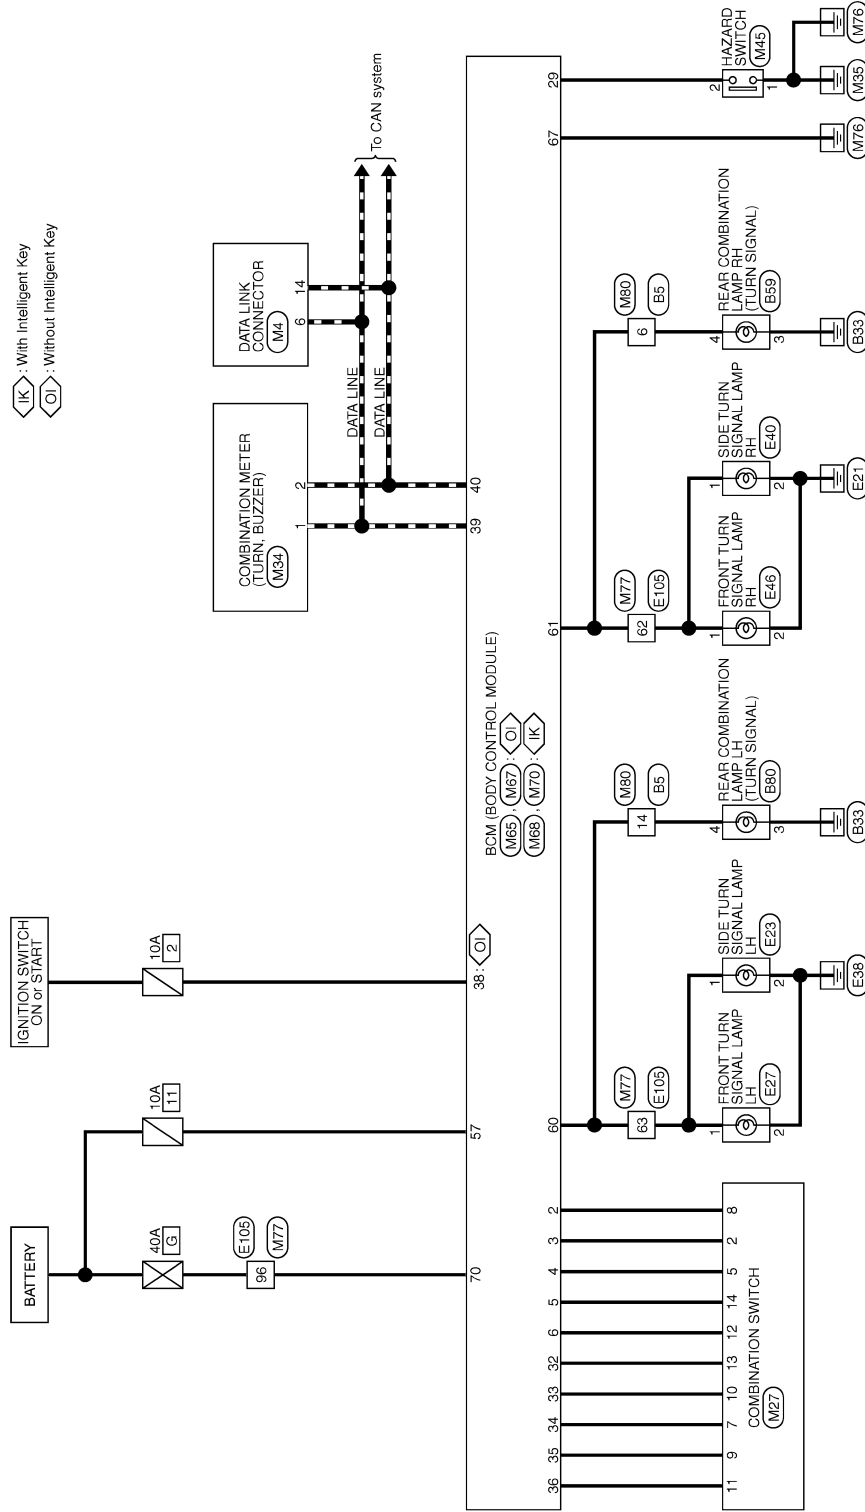 BATTERY
IGNITION SWITCH
ON or START
IK : With Intelligent Key
OI : Without Intelligent Key
40A
G
10A
11
10A
2
E105
96
M77
COMBINATION METER
(TURN, BUZZER)
M34
1
2
DATA LINK
CONNECTOR
M4
6
14
DATA LINE
DATA LINE
To CAN system
70
57
38 : OI
39
40
BCM (BODY CONTROL MODULE)
M65 , M67 : OI
M68 , M70 : IK
36
35
34
33
32
6
5
4
3
2
60
61
67
29
11
9
7
10
13
12
14
5
2
8
COMBINATION SWITCH
M27
M77
63
E105
M80
14
B5
M77
62
E105
M80
6
B5
1
FRONT TURN
SIGNAL LAMP
LH
E27
2
1
SIDE TURN
SIGNAL LAMP
LH
E23
2
4
REAR COMBINATION
LAMP LH
(TURN SIGNAL)
B80
3
1
FRONT TURN
SIGNAL LAMP
RH
E46
2
1
SIDE TURN
SIGNAL LAMP
RH
E40
2
4
REAR COMBINATION
LAMP RH
(TURN SIGNAL)
B59
3
2
HAZARD
SWITCH
M45
1
E38
B33
E21
B33
M76
M35
M76